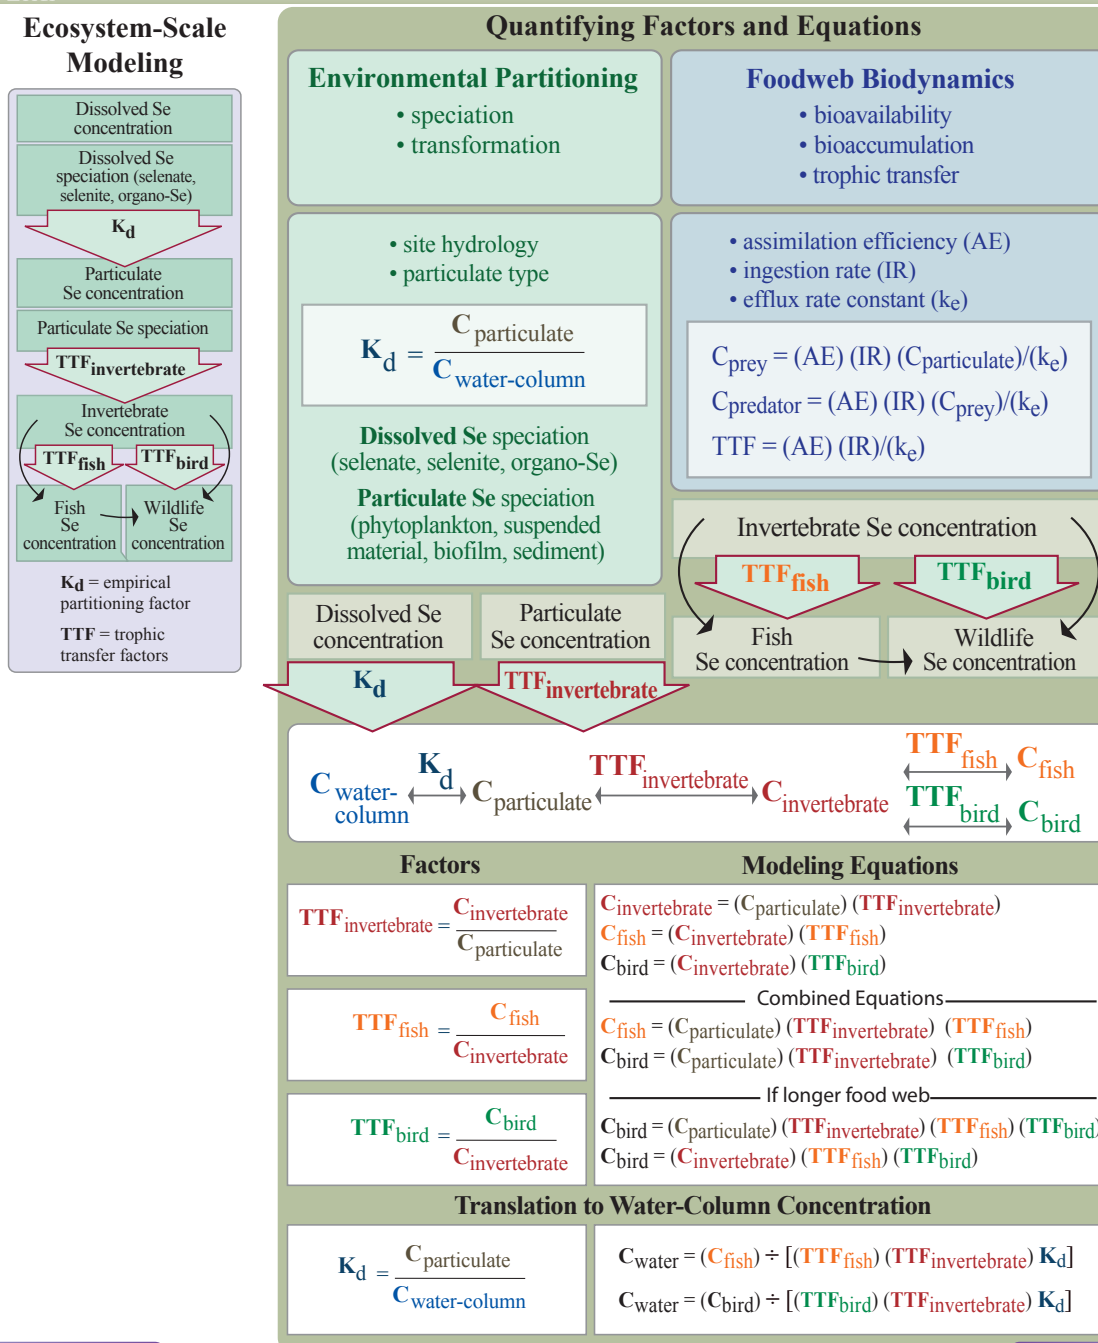 Ecosystem-Scale
Modeling
Dissolved Se
concentration
Dissolved Se
speciation (selenate,
selenite, organo-Se)
Kd
Particulate
Se concentration
Particulate Se speciation
TTFinvertebrate
Invertebrate
Se concentration
TTFfish TTFbird
Fish
Se
concentration
Wildlife
Se
concentration
Kd = empirical
partitioning factor
TTF = trophic
transfer factors
Quantifying Factors and Equations
Environmental Partitioning
• speciation
• transformation
Foodweb Biodynamics
• bioavailability
• bioaccumulation
• trophic transfer
• site hydrology
• particulate type
Kd = Cparticulate
Cwater-column
Dissolved Se speciation
(selenate, selenite, organo-Se)
Particulate Se speciation
(phytoplankton, suspended
material, biofilm, sediment)
• assimilation efficiency (AE)
• ingestion rate (IR)
• efflux rate constant (ke)
Cprey = (AE) (IR) (Cparticulate)/(ke)
Cpredator = (AE) (IR) (Cprey)/(ke)
TTF = (AE) (IR)/(ke)
Invertebrate Se concentration
TTFfish TTFbird
Fish
Se concentration
Wildlife
Se concentration
Dissolved Se
concentration
Particulate
Se concentration
Kd
TTFinvertebrate
Cwater-
column
Kd
Cparticulate
TTFinvertebrate
Cinvertebrate
TTFfish Cfish
TTFbird Cbird
Factors
TTFinvertebrate = Cinvertebrate
Cparticulate
TTFfish = Cfish
Cinvertebrate
TTFbird = Cbird
Cinvertebrate
Modeling Equations
Cinvertebrate = (Cparticulate) (TTFinvertebrate)
Cfish = (Cinvertebrate) (TTFfish)
Cbird = (Cinvertebrate) (TTFbird)
Combined Equations
Cfish = (Cparticulate) (TTFinvertebrate) (TTFfish)
Cbird = (Cparticulate) (TTFinvertebrate) (TTFbird)
If longer food web
Cbird = (Cparticulate) (TTFinvertebrate) (TTFfish) (TTFbird)
Cbird = (Cinvertebrate) (TTFfish) (TTFbird)
Translation to Water-Column Concentration
Kd = Cparticulate
Cwater-column
Cwater = (Cfish) ÷ [(TTFfish) (TTFinvertebrate) Kd]
Cwater = (Cbird) ÷ [(TTFbird) (TTFinvertebrate) Kd]